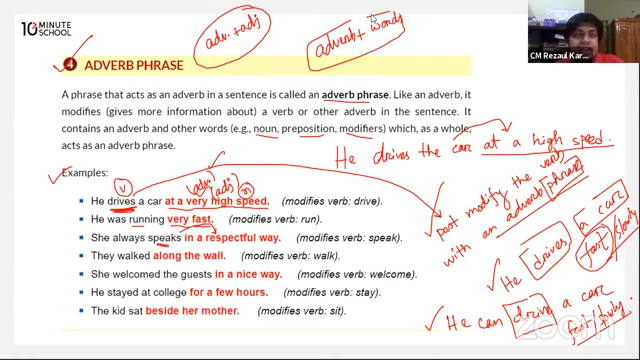 10 MINUTE
SCHOOL
adv. + adj
adverb + words
CM Rezaul Kar...
4 ADVERB PHRASE
A phrase that acts as an adverb in a sentence is called an adverb phrase. Like an adverb, it
modifies (gives more information about) a verb or other adverb in the sentence. It
contains an adverb and other words (e.g., noun, preposition, modifiers) which, as a whole,
acts as an adverb phrase.
He drives the car at a high speed.
Examples:
(v) (adv) (adj) (n)
He drives a car at a very high speed. (modifies verb: drive).
He was running very fast. (modifies verb: run).
She always speaks in a respectful way. (modifies verb: speak).
They walked along the wall. (modifies verb: walk).
She welcomed the guests in a nice way. (modifies verb: welcome).
He stayed at college for a few hours. (modifies verb: stay).
The kid sat beside her mother. (modifies verb: sit).
post modify the verb
with an adverb phrase
He drives a car
fast/slowly
He can drive a car
fast/slowly
zoom